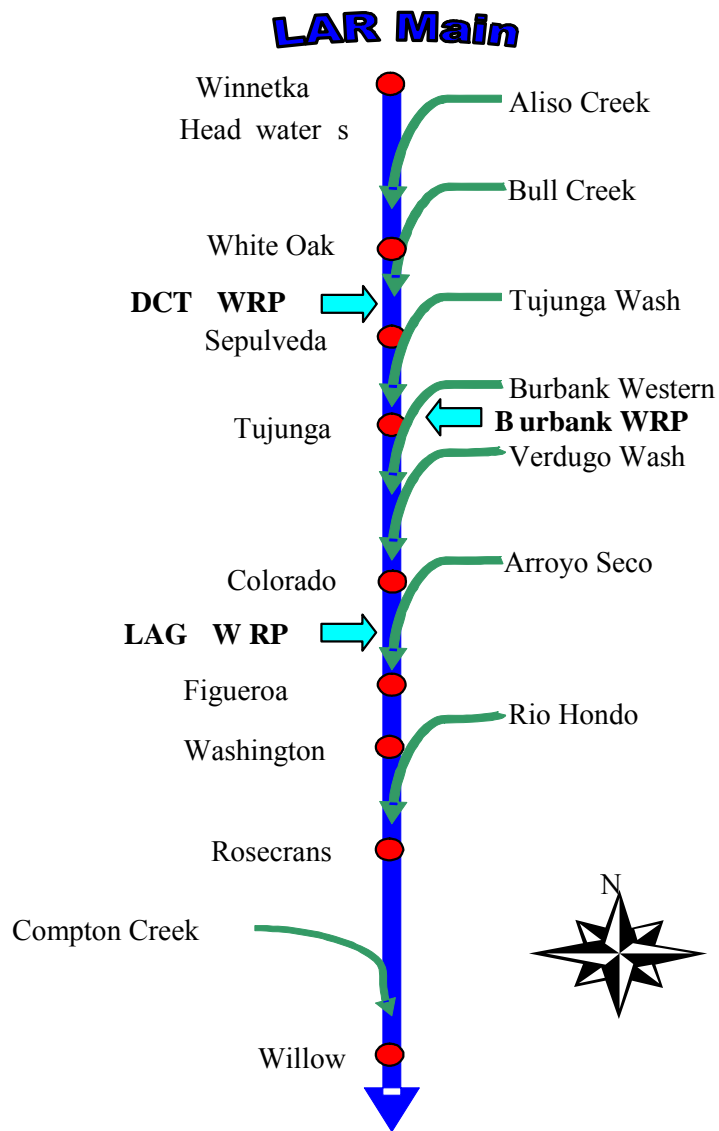 LAR Main
Winnetka
Aliso Creek
Head water s
Bull Creek
White Oak
DCT WRP
Tujunga Wash
Sepulveda
Burbank Western
B urbank WRP
Tujunga
Verdugo Wash
Arroyo Seco
Colorado
LAG W RP
Figueroa
Rio Hondo
Washington
Rosecrans
N
Compton Creek
Willow